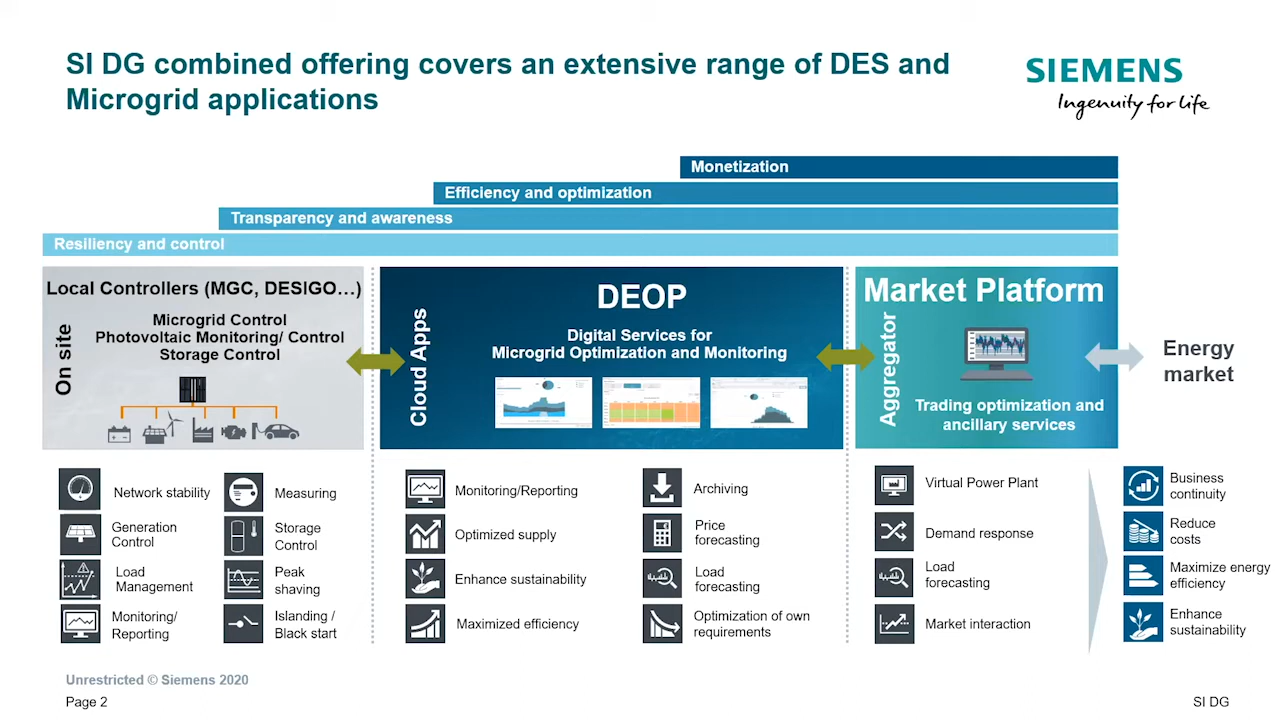 SI DG combined offering covers an extensive range of DES and
Microgrid applications
SIEMENS
Ingenuity for life
Monetization
Efficiency and optimization
Transparency and awareness
Resiliency and control
On site
Local Controllers (MGC, DESIGO…)
Microgrid Control
Photovoltaic Monitoring/ Control
Storage Control
Cloud Apps
DEOP
Digital Services for
Microgrid Optimization and Monitoring
Aggregator
Market Platform
Trading optimization and
ancillary services
Energy
market
Network stability
Generation
Control
Load
Management
Monitoring/
Reporting
Measuring
Storage
Control
Peak
shaving
Islanding /
Black start
Monitoring/Reporting
Optimized supply
Enhance sustainability
Maximized efficiency
Archiving
Price
forecasting
Load
forecasting
Optimization of own
requirements
Virtual Power Plant
Demand response
Load
forecasting
Market interaction
Business
continuity
Reduce
costs
Maximize energy
efficiency
Enhance
sustainability
Unrestricted © Siemens 2020
Page 2
SI DG